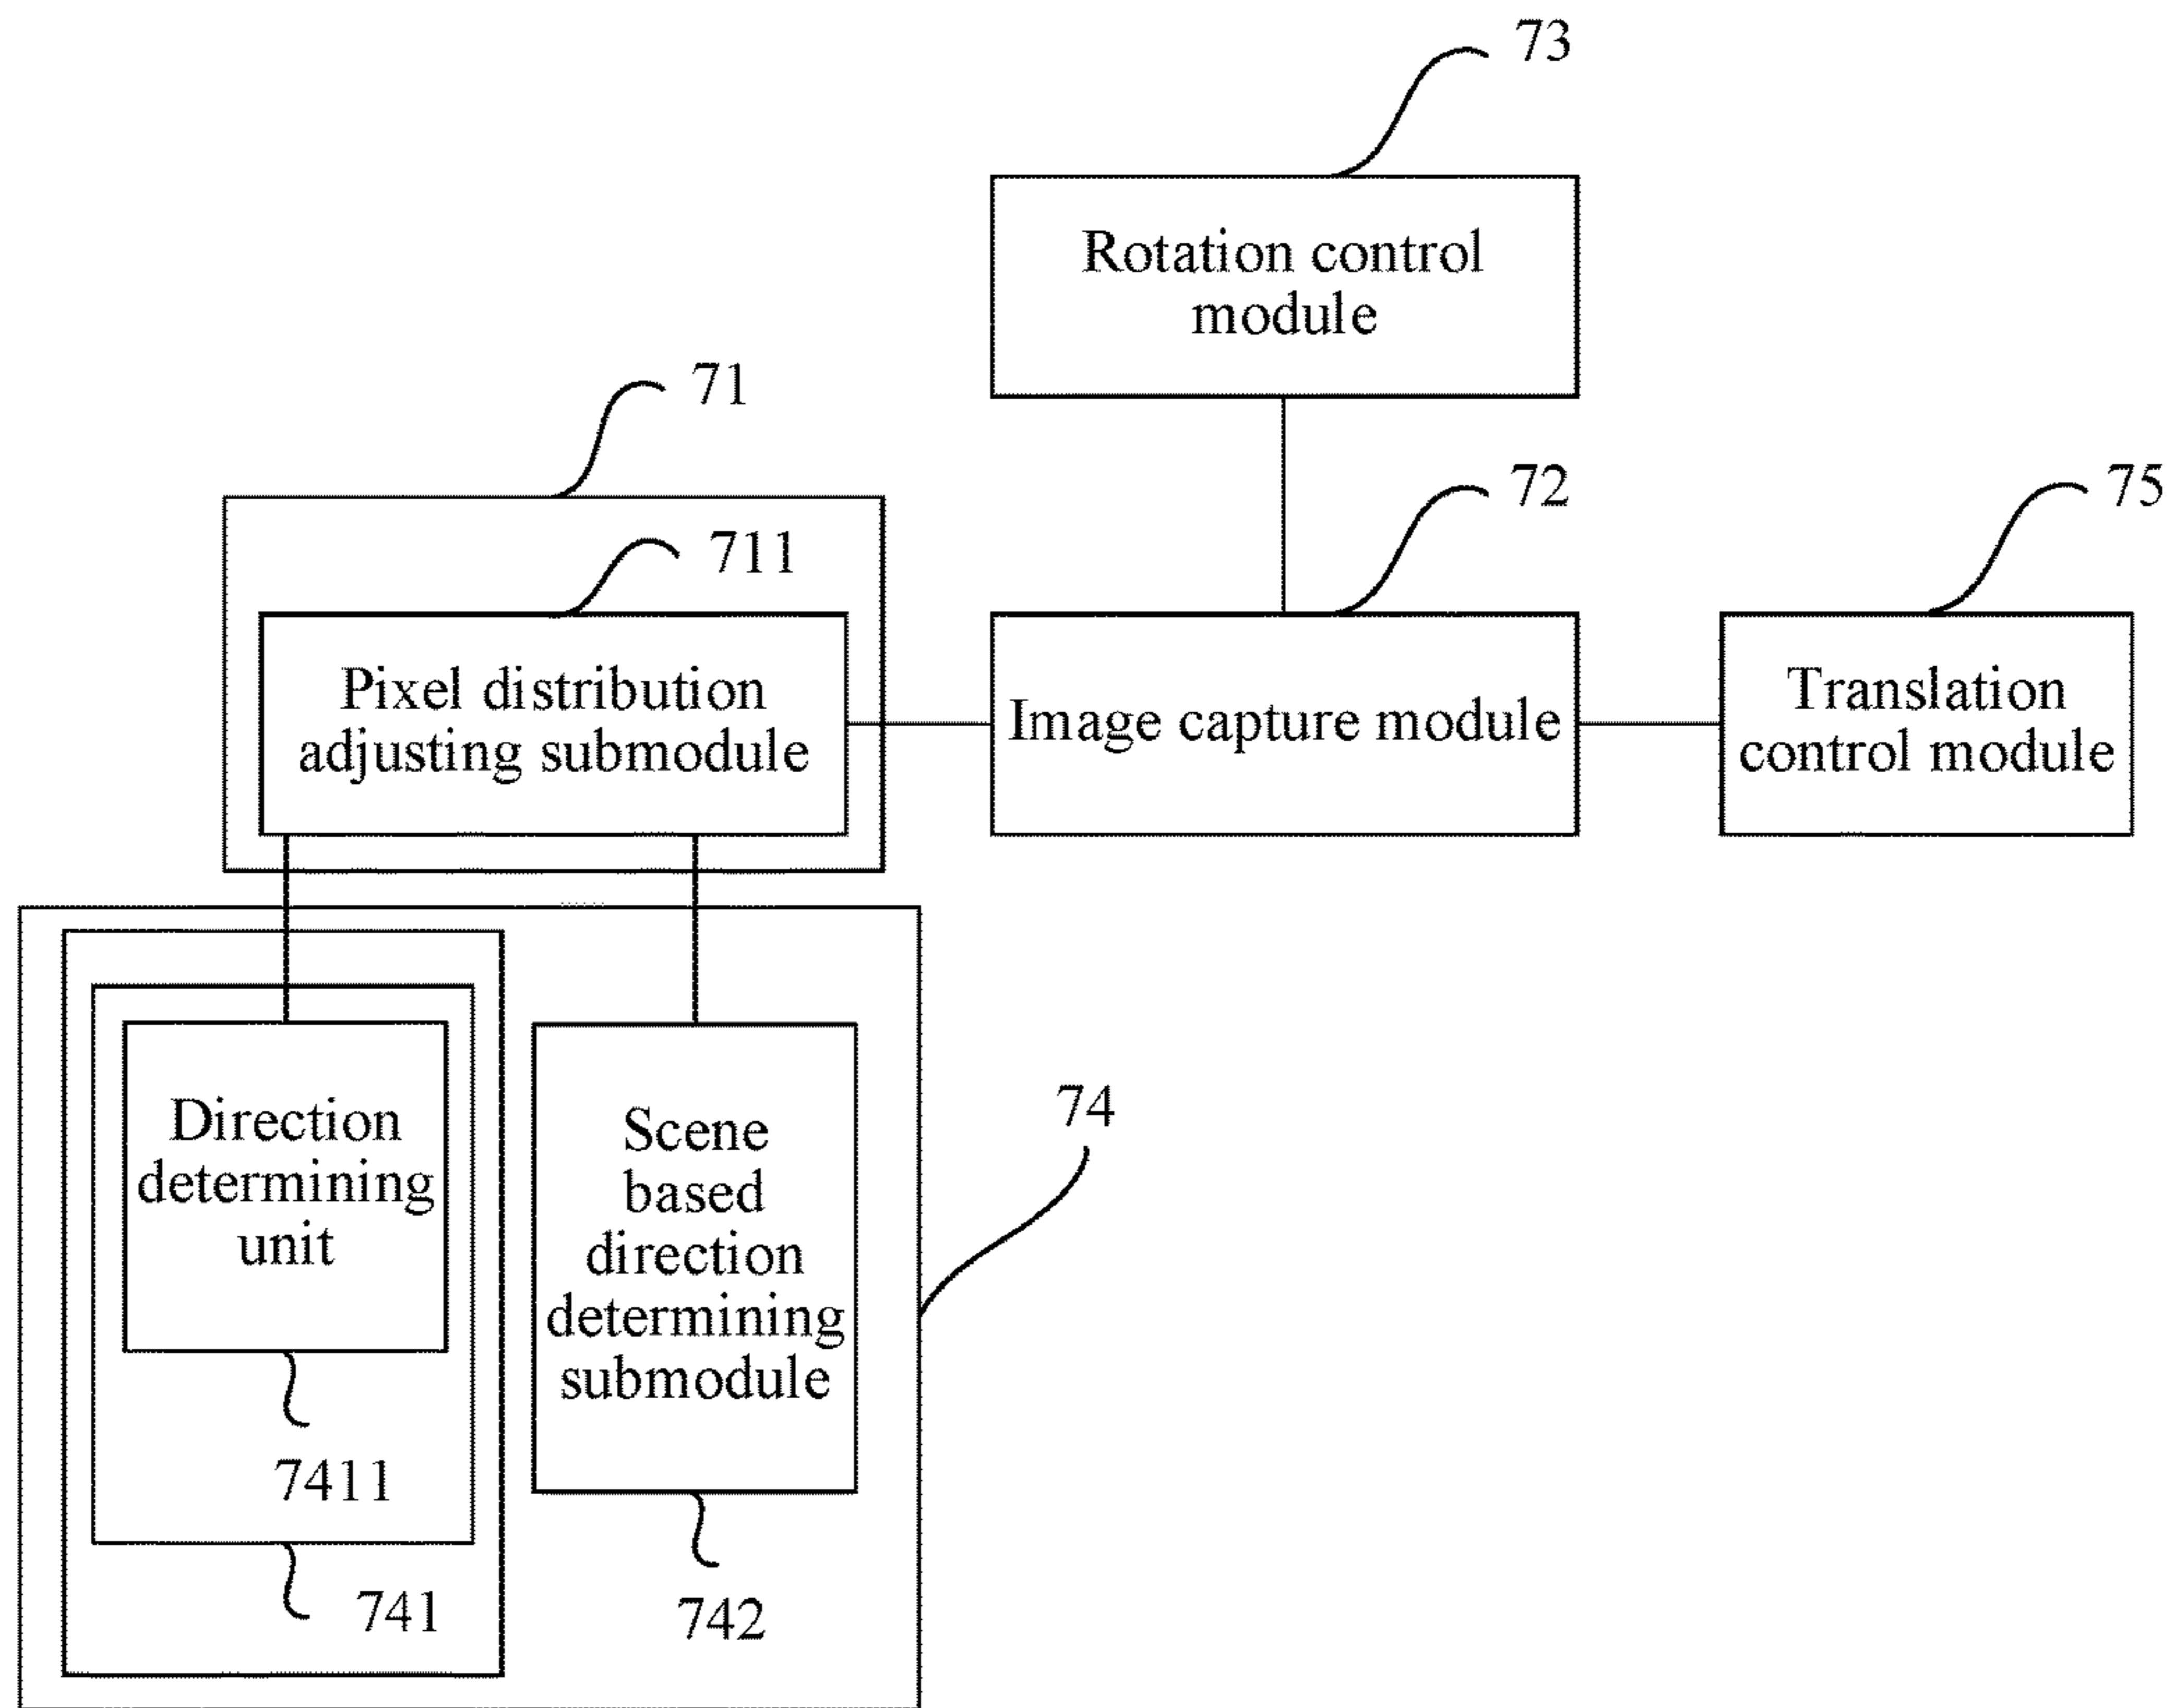 73
Rotation control
module
71
72
75
711
Pixel distribution
adjusting submodule
Image capture module
Translation
control module
Direction
determining
unit
Scene
based
direction
determining
submodule
74
7411
741
742